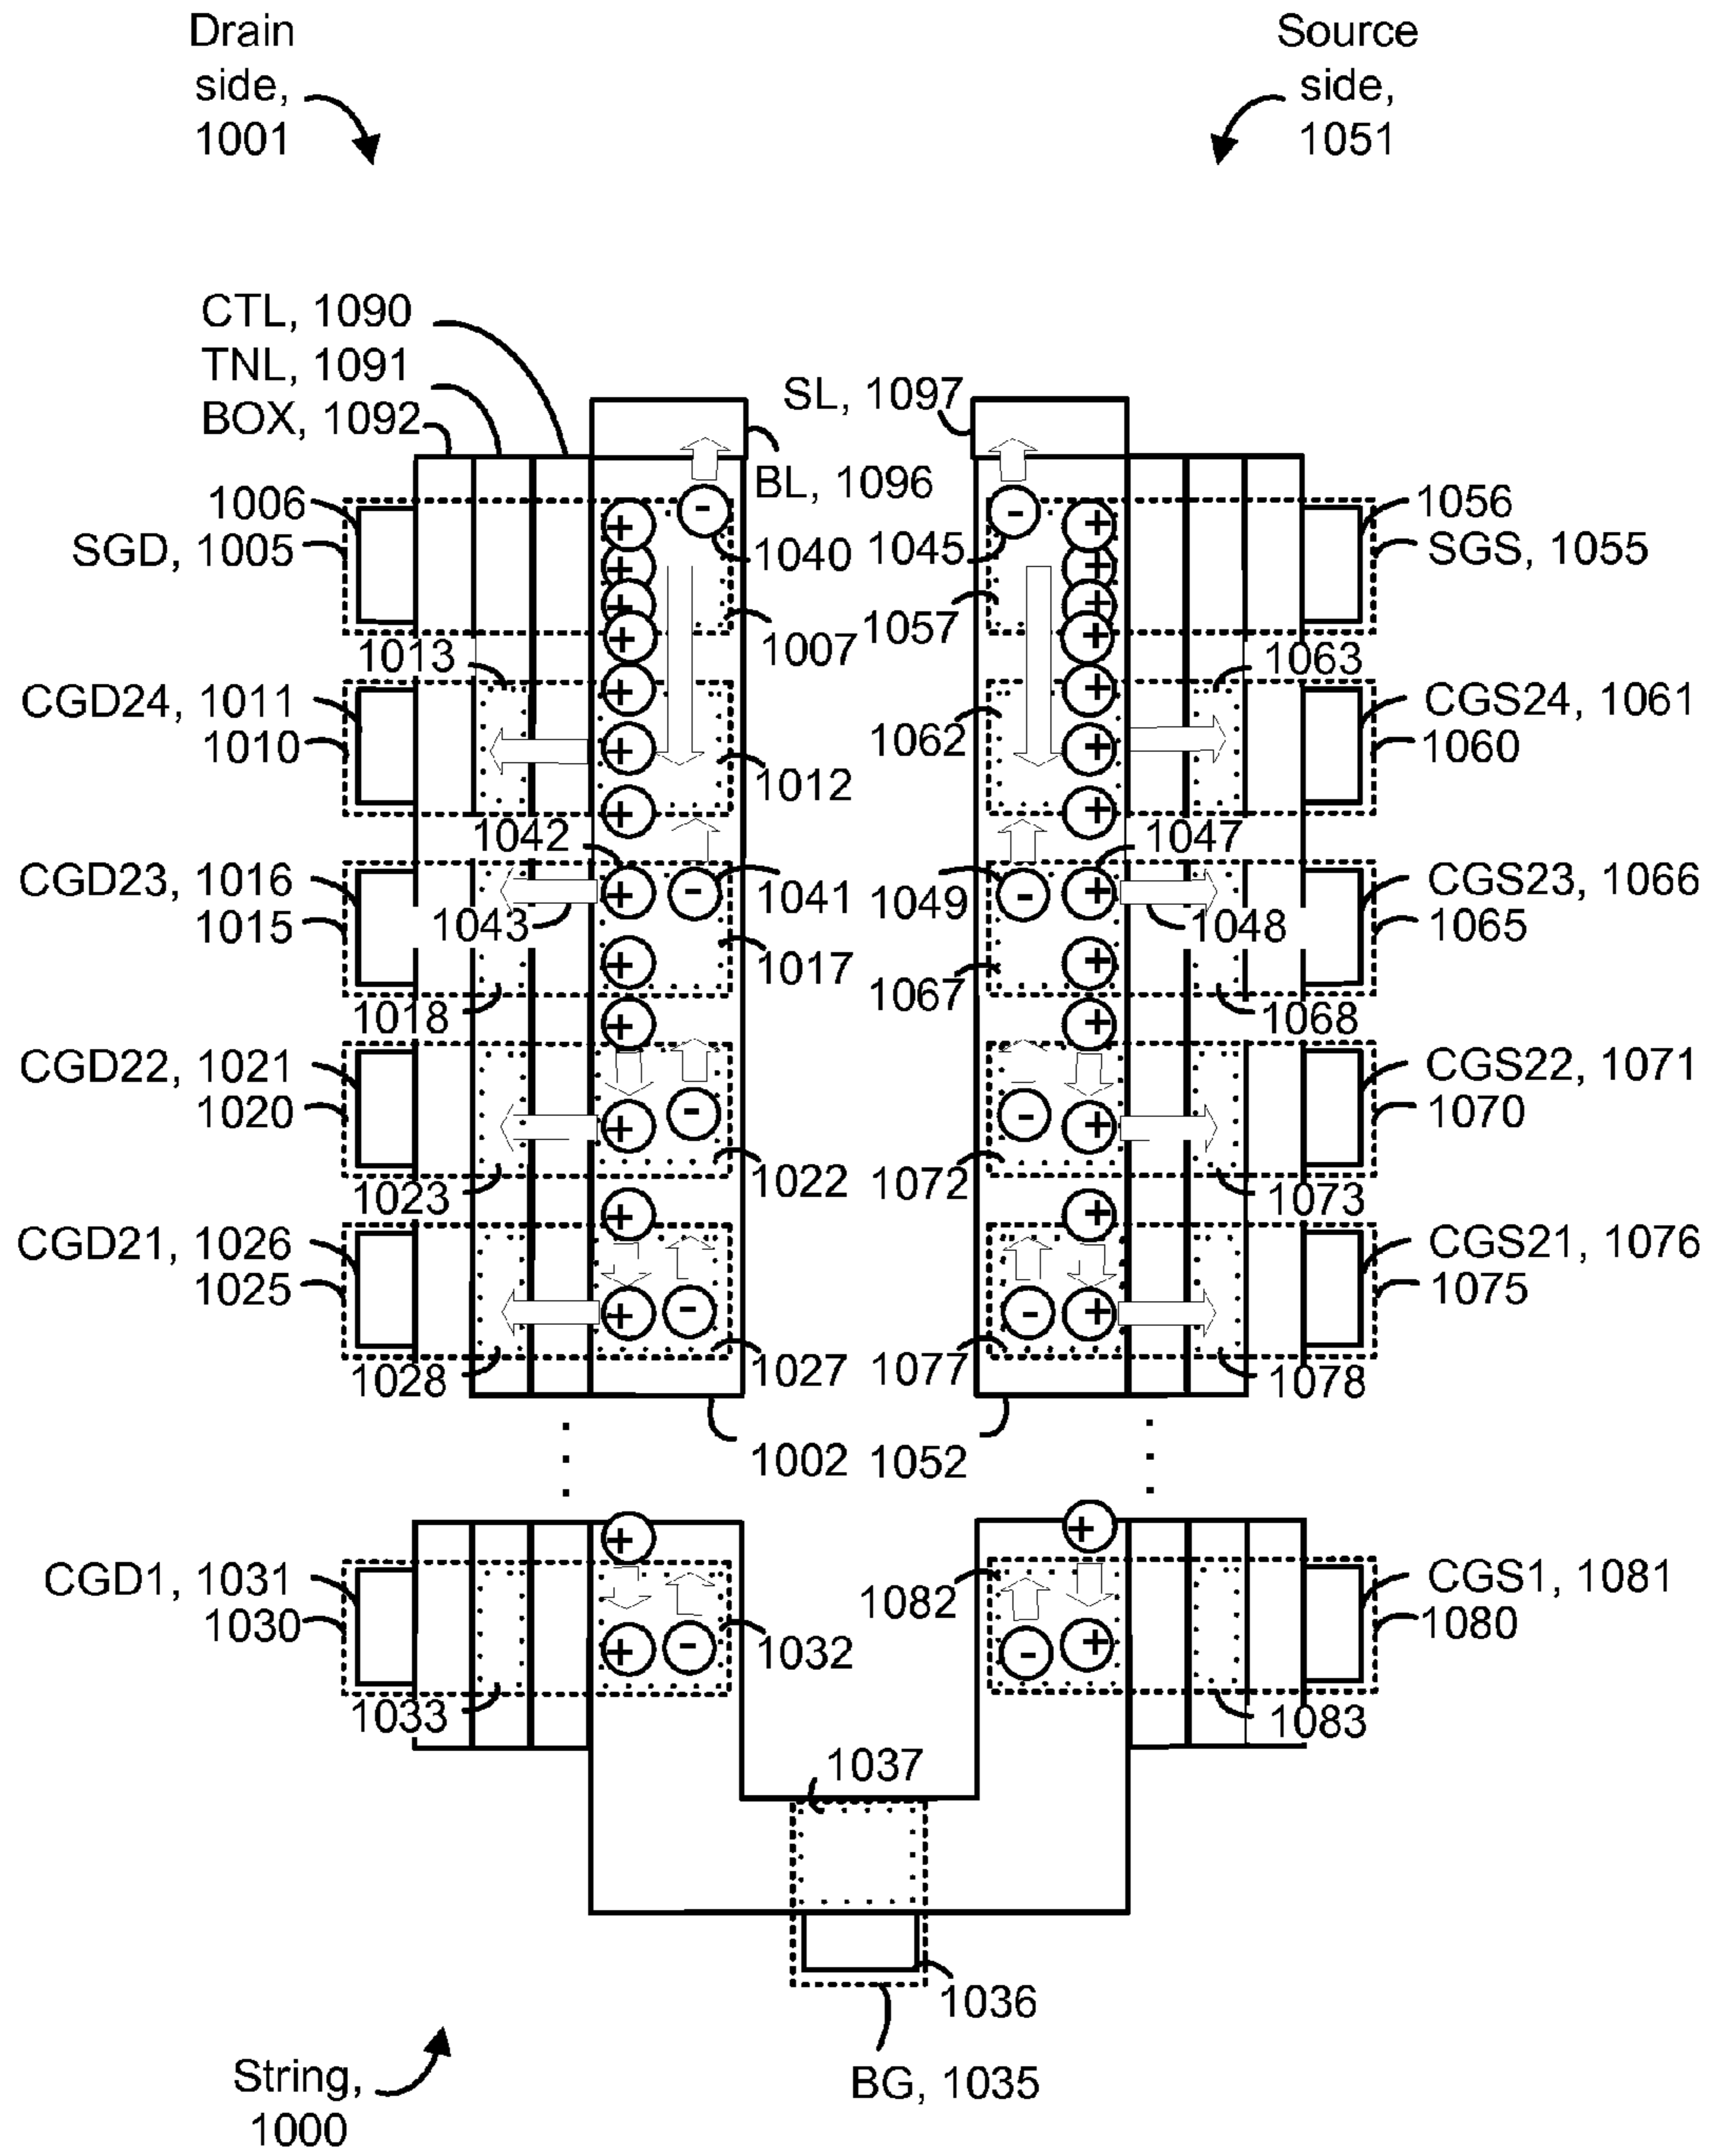 Drain
side,
1001
Source
side,
1051
CTL, 1090
TNL, 1091
BOX, 1092
SL, 1097
BL, 1096
1006
SGD, 1005
1040
1045
1056
SGS, 1055
1007
1057
1013
1063
CGD24, 1011
1010
1012
1062
CGS24, 1061
1060
1042
1047
CGD23, 1016
1015
1043
1041
1049
1048
CGS23, 1066
1065
1017
1067
1018
1068
CGD22, 1021
1020
CGS22, 1071
1070
1022
1072
1023
1073
CGD21, 1026
1025
CGS21, 1076
1075
1027
1077
1028
1078
1002
1052
CGD1, 1031
1030
1032
1082
CGS1, 1081
1080
1033
1083
1037
1036
BG, 1035
String,
1000